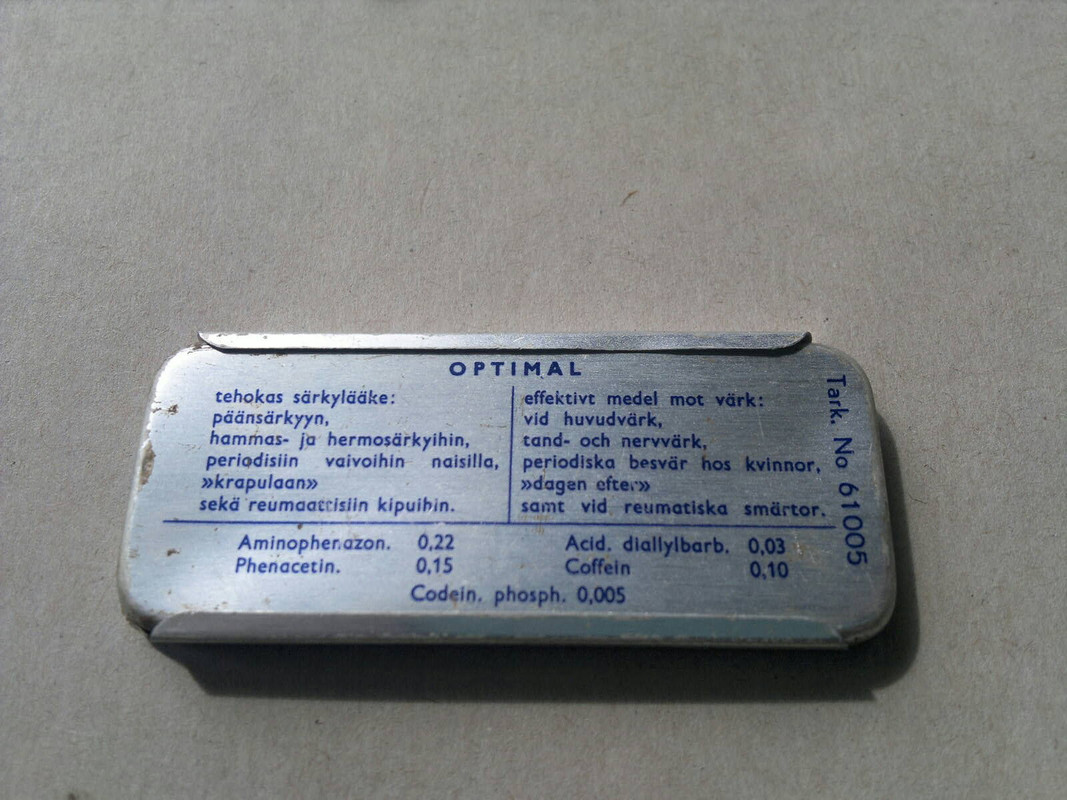 OPTIMAL
tehokas särkylääke:
päänsärkyyn,
hammas- ja hermosärkyihin,
periodisiin vaivoihin naisilla,
»krapulaan»
sekä reumaattisiin kipuihin.
effektivt medel mot värk:
vid huvudvärk,
tand- och nervvärk,
periodiska besvär hos kvinnor,
»dagen efter»
samt vid reumatiska smärtor.
Aminophenazon. 0,22
Phenacetin. 0,15
Acid. diallylbarb. 0,03
Coffein 0,10
Codein. phosph. 0,005
Tark. No 61005